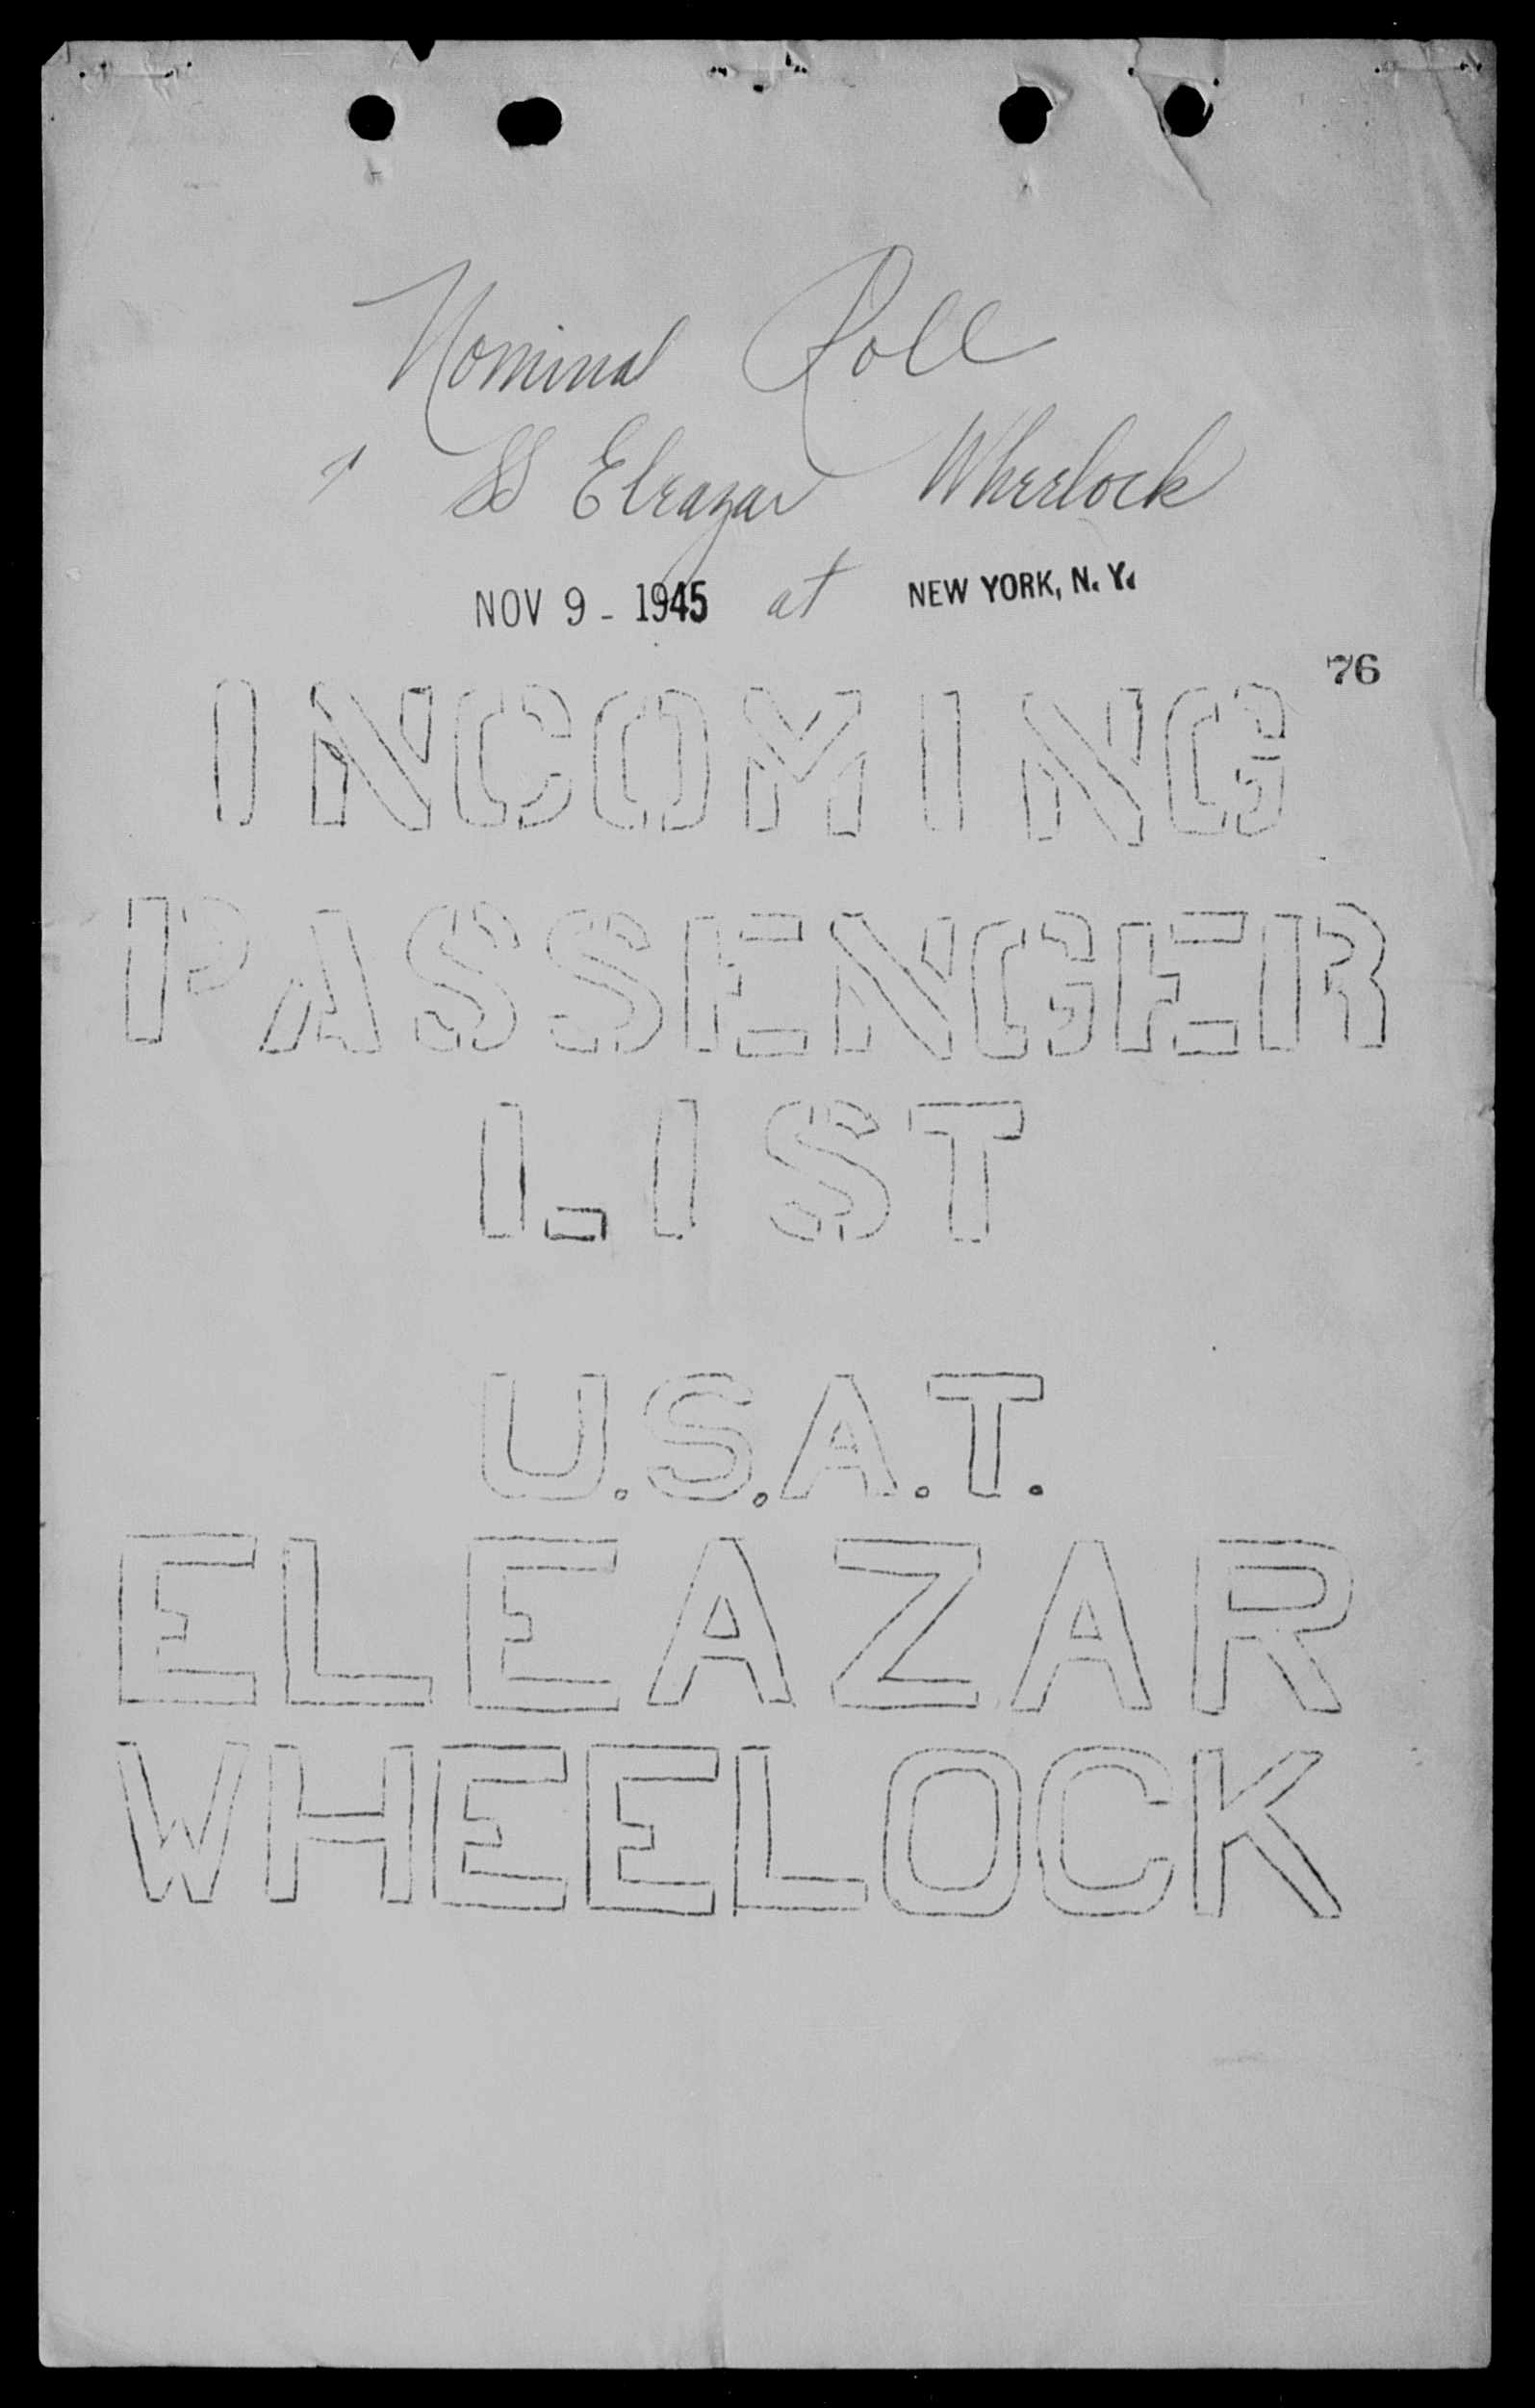 Nominal Roll
SS Eleazar Wheelock
NOV 9 - 1945 at NEW YORK, N. Y.
76
INCOMING
PASSENGER
LIST
U.S.A.T.
ELEAZAR
WHEELOCK